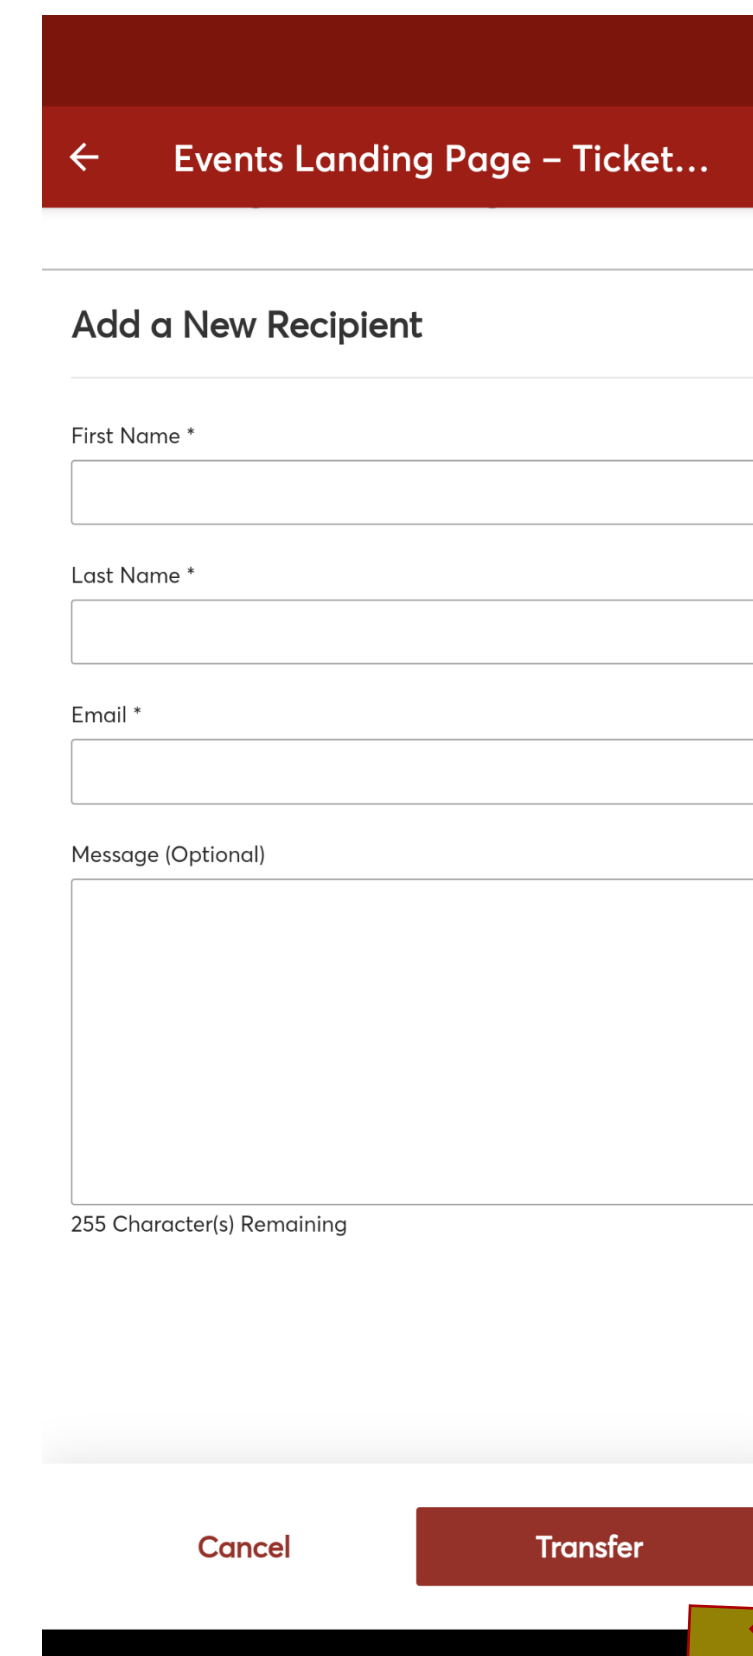 Events Landing Page – Ticket...
Add a New Recipient
First Name *
Last Name *
Email *
Message (Optional)
255 Character(s) Remaining
Cancel
Transfer